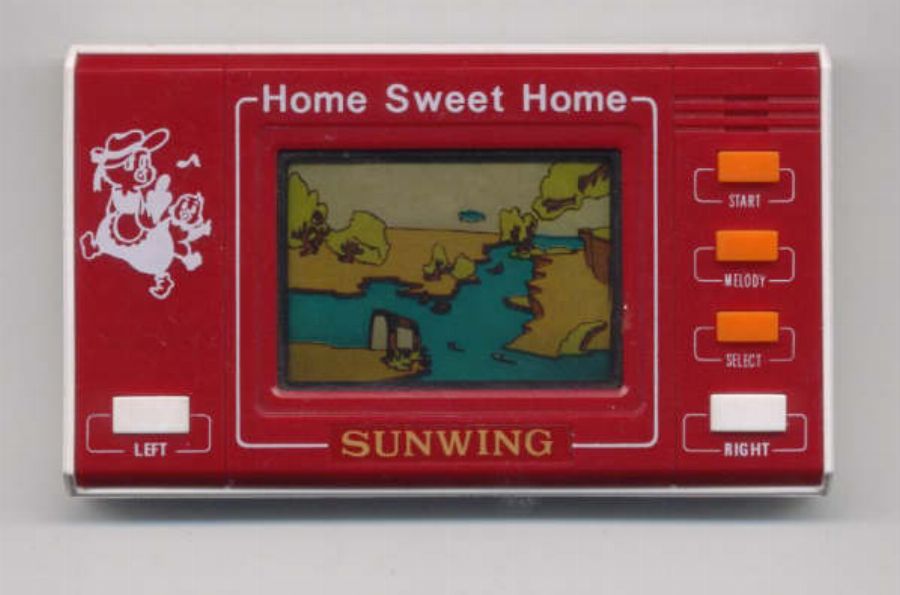 Home Sweet Home
START
MELODY
SELECT
LEFT
RIGHT
SUNWING